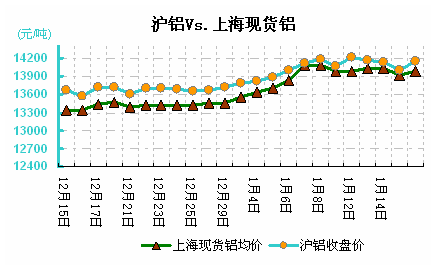 沪铝Vs.上海现货铝
(元/吨)
14200
13900
13600
13300
13000
12700
12400
12月15日
12月17日
12月21日
12月23日
12月25日
12月29日
1月4日
1月6日
1月8日
1月12日
1月14日
上海现货铝均价
沪铝收盘价